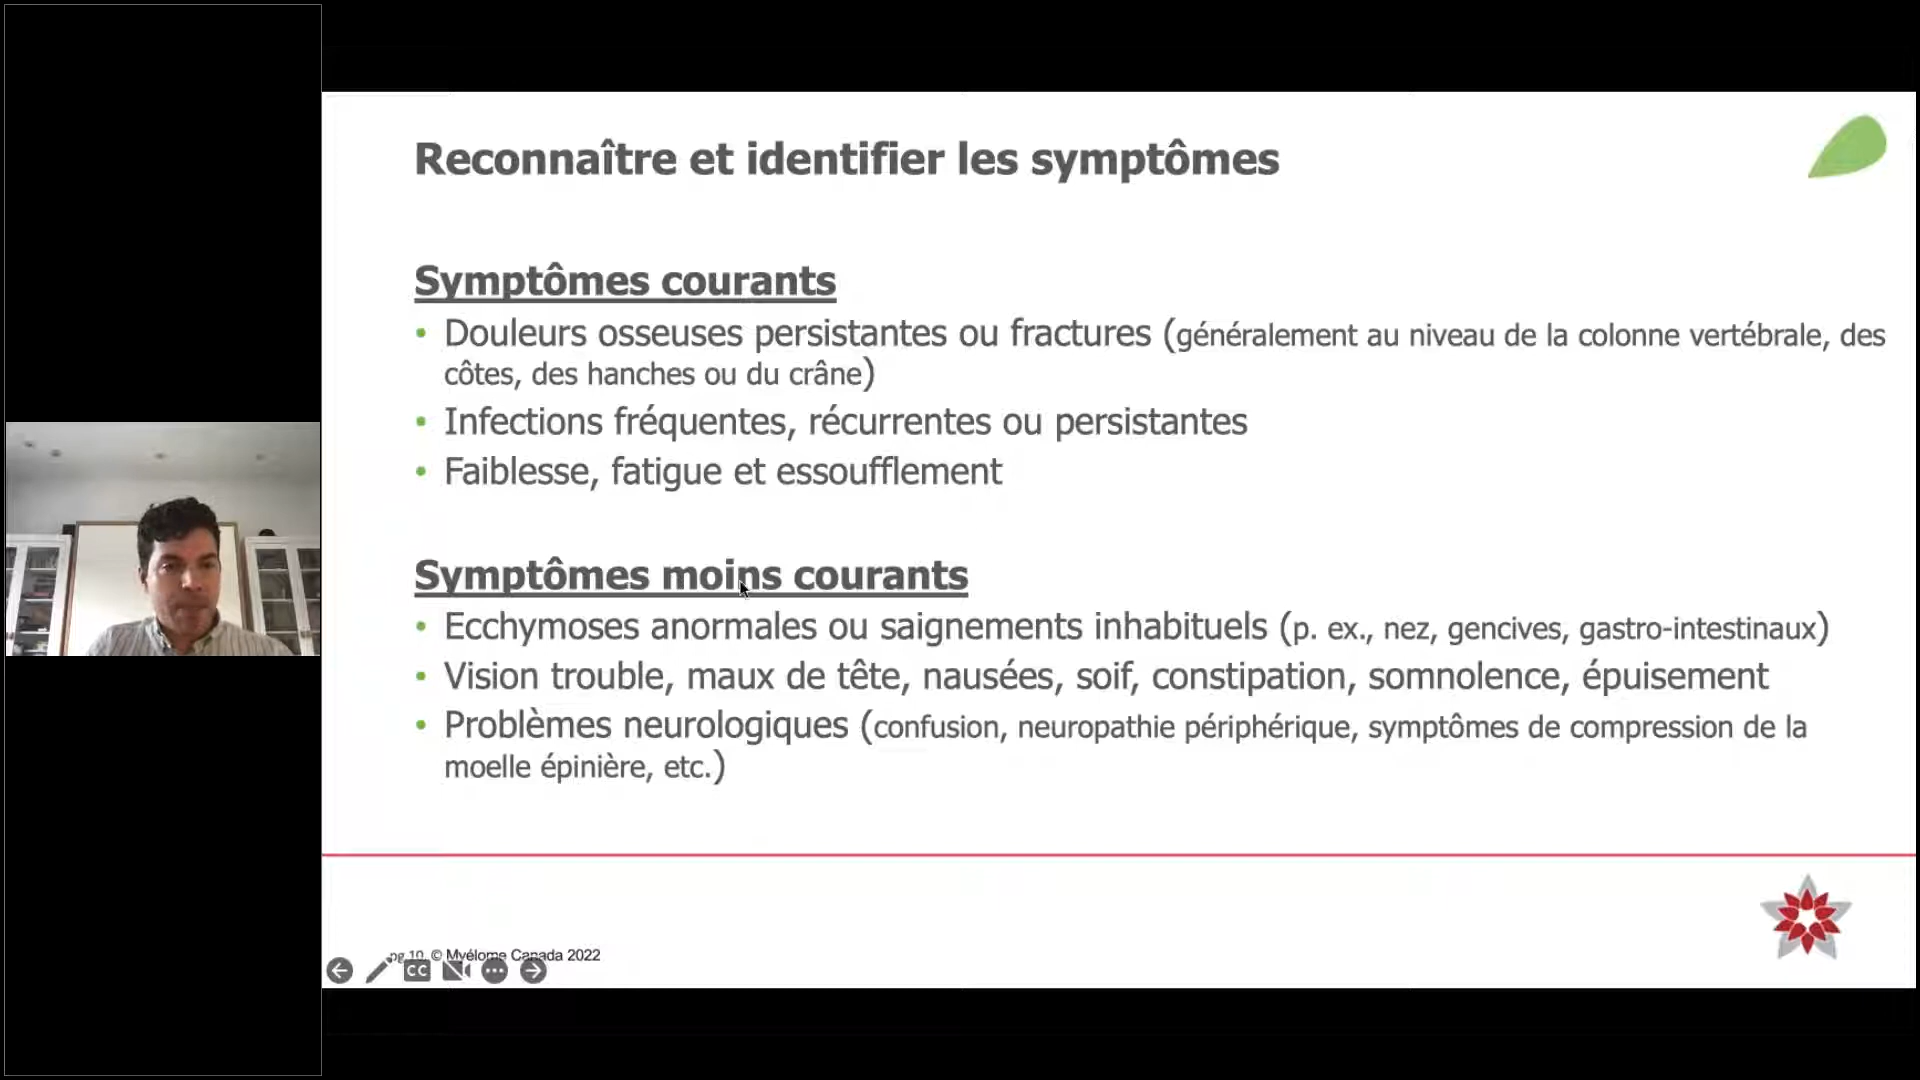 Reconnaître et identifier les symptômes
Symptômes courants
• Douleurs osseuses persistantes ou fractures (généralement au niveau de la colonne vertébrale, des
côtes, des hanches ou du crâne)
• Infections fréquentes, récurrentes ou persistantes
• Faiblesse, fatigue et essoufflement
Symptômes moins courants
• Ecchymoses anormales ou saignements inhabituels (p. ex., nez, gencives, gastro-intestinaux)
• Vision trouble, maux de tête, nausées, soif, constipation, somnolence, épuisement
• Problèmes neurologiques (confusion, neuropathie périphérique, symptômes de compression de la
moelle épinière, etc.)
pg 10 © Myélome Canada 2022
CC